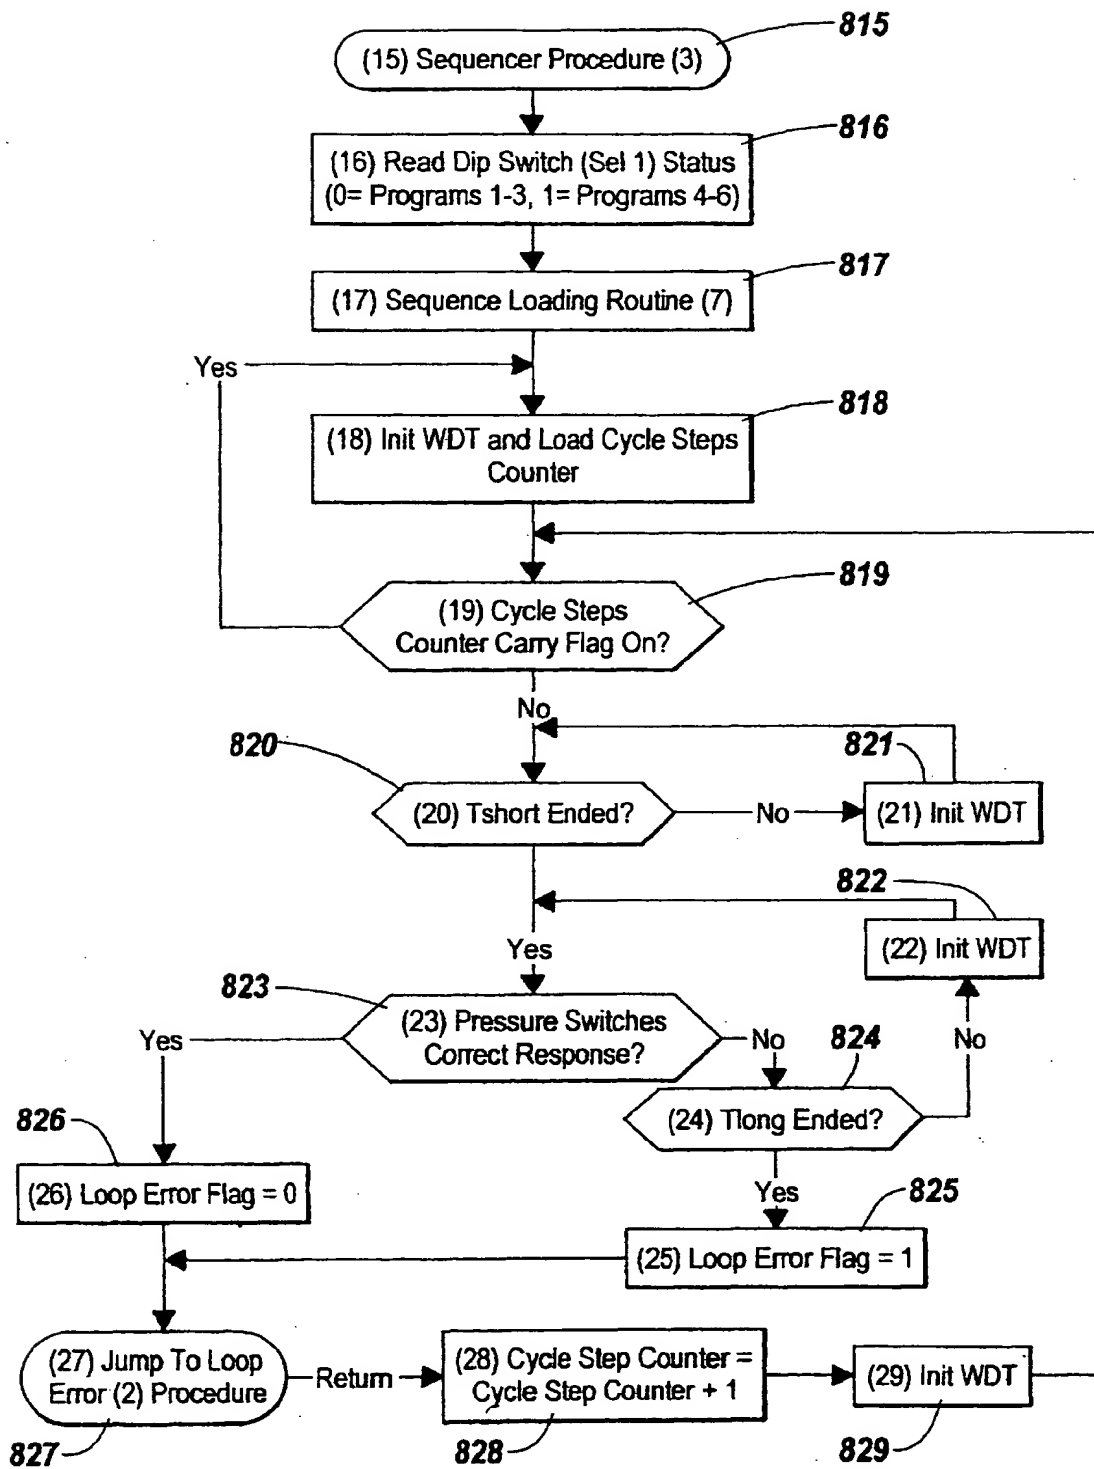 815
(15) Sequencer Procedure (3)
816
(16) Read Dip Switch (Sel 1) Status
(0= Programs 1-3, 1= Programs 4-6)
817
(17) Sequence Loading Routine (7)
Yes
818
(18) Init WDT and Load Cycle Steps
Counter
819
(19) Cycle Steps
Counter Carry Flag On?
No
820
821
(20) Tshort Ended?
No
(21) Init WDT
822
Yes
(22) Init WDT
823
(23) Pressure Switches
Correct Response?
Yes
No
824
No
(24) Tlong Ended?
826
(26) Loop Error Flag = 0
Yes
825
(25) Loop Error Flag = 1
(27) Jump To Loop
Error (2) Procedure
Return
(28) Cycle Step Counter =
Cycle Step Counter + 1
(29) Init WDT
827
828
829